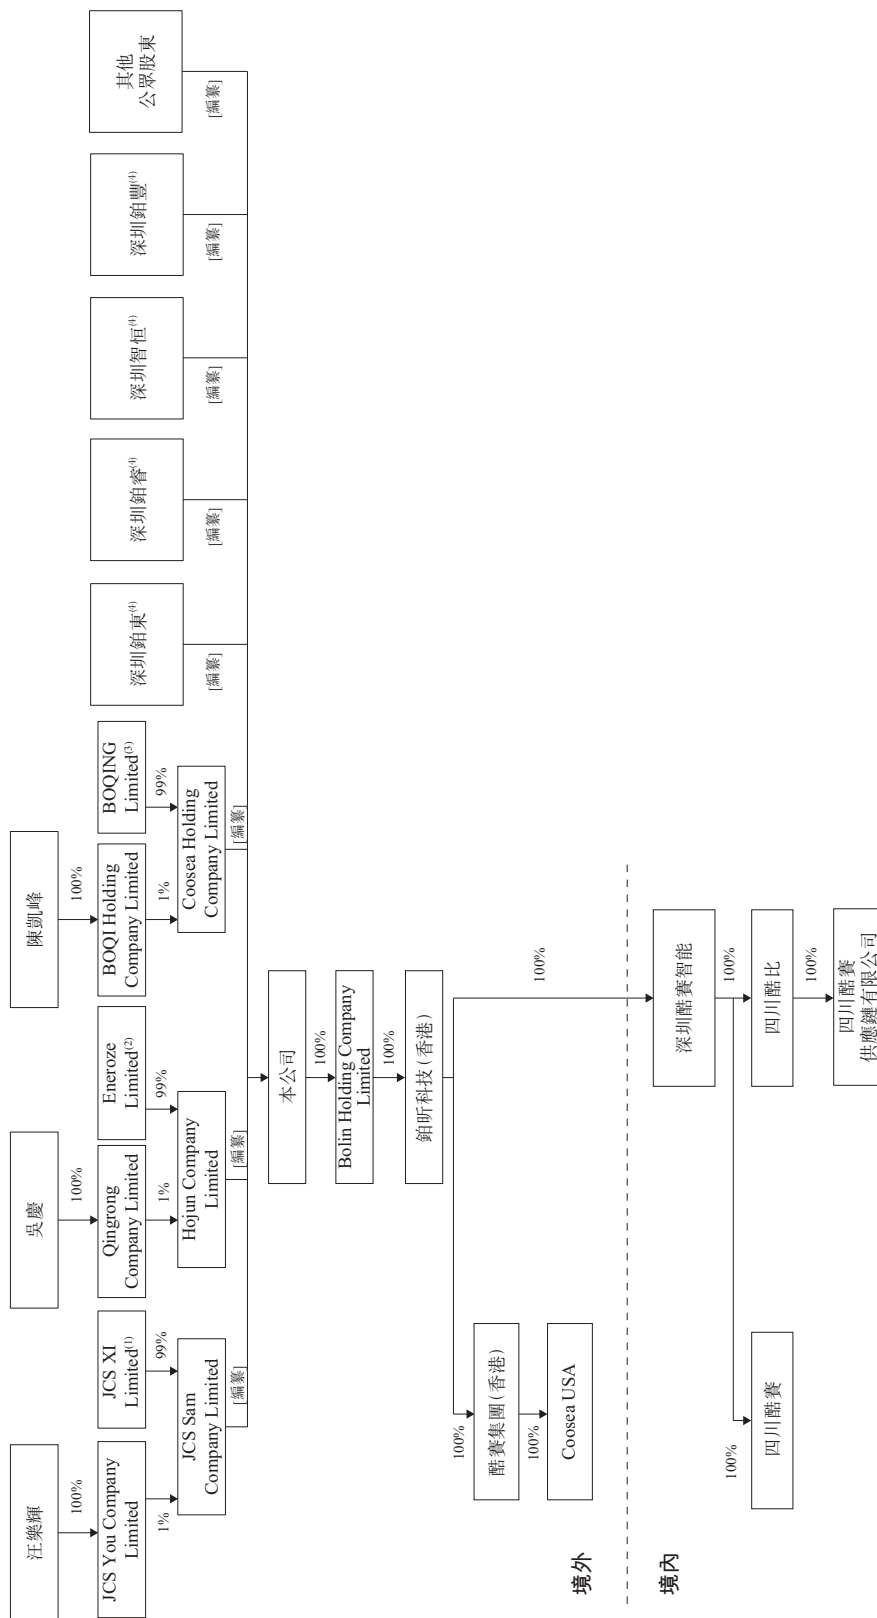 汪樂輝
吳慶
陳凱峰
100%
100%
100%
JCS You Company
Limited
JCS XI
Limited(1)
Qingrong
Company Limited
Eneroze
Limited(2)
BOQI Holding
Company Limited
BOQING
Limited(3)
深圳鉑東(4)
深圳鉑睿(4)
深圳智恒(4)
深圳鉑豐(4)
其他
公眾股東
1%
99%
1%
99%
1%
99%
JCS Sam
Company Limited
Hojun Company
Limited
Coosea Holding
Company Limited
[編纂]
[編纂]
[編纂]
[編纂]
[編纂]
[編纂]
[編纂]
[編纂]
本公司
100%
Bolin Holding Company
Limited
100%
鉑昕科技(香港)
100%
100%
酷賽集團(香港)
100%
Coosea USA
境外
境內
深圳酷賽智能
100%
100%
四川酷賽
四川酷比
100%
四川酷賽
供應鏈有限公司